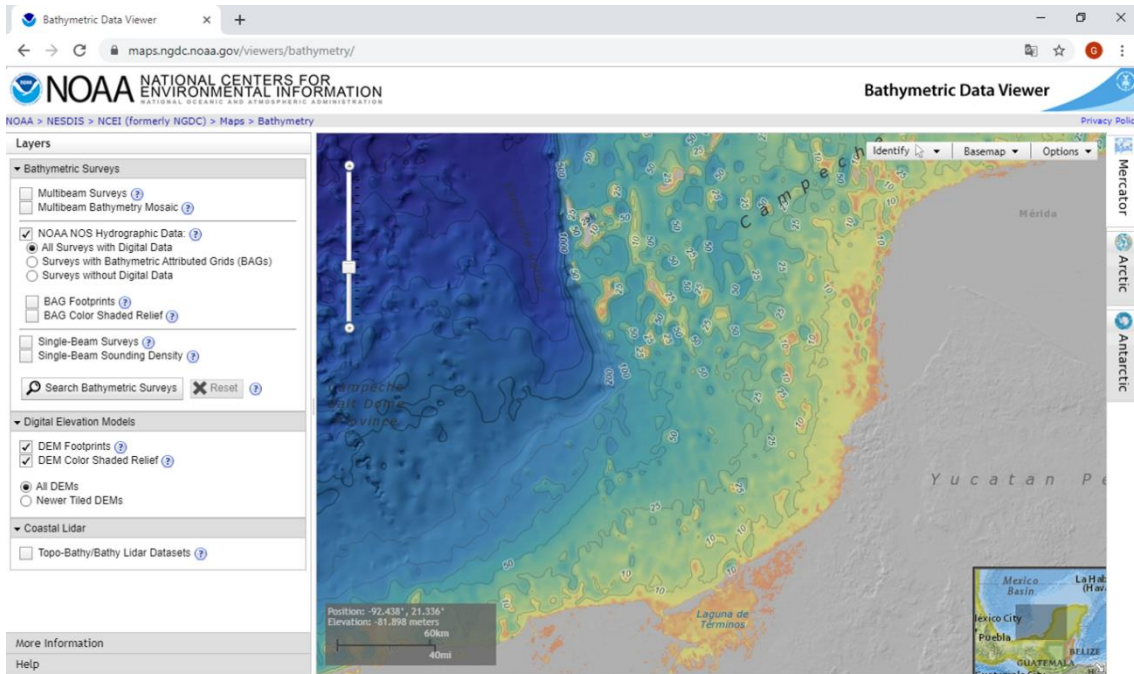 Bathymetric Data Viewer
maps.ngdc.noaa.gov/viewers/bathymetry/
G
NOAA NATIONAL CENTERS FOR
ENVIRONMENTAL INFORMATION
NATIONAL OCEANIC AND ATMOSPHERIC ADMINISTRATION
Bathymetric Data Viewer
NOAA > NESDIS > NCEI (formerly NGDC) > Maps > Bathymetry
Privacy Polic
Layers
Bathymetric Surveys
Multibeam Surveys ?
Multibeam Bathymetry Mosaic ?
NOAA NOS Hydrographic Data: ?
All Surveys with Digital Data
Surveys with Bathymetric Attributed Grids (BAGs)
Surveys without Digital Data
BAG Footprints ?
BAG Color Shaded Relief ?
Single-Beam Surveys ?
Single-Beam Sounding Density ?
Search Bathymetric Surveys
Reset ?
Digital Elevation Models
DEM Footprints ?
DEM Color Shaded Relief ?
All DEMs
Newer Tiled DEMs
Coastal Lidar
Topo-Bathy/Bathy Lidar Datasets ?
More Information
Help
Identify
Basemap
Options
Mercator
Arctic
Antarctic
Campeche
Mérida
Campeche
Salt Dome
Province
Yucatan Pe
Laguna de
Términos
Position: -92.438°, 21.336°
Elevation: -81.898 meters
60km
40mi
Mexico
Basin
La Hab
(Hava
Mexico City
Puebla
BELIZE
GUATEMALA